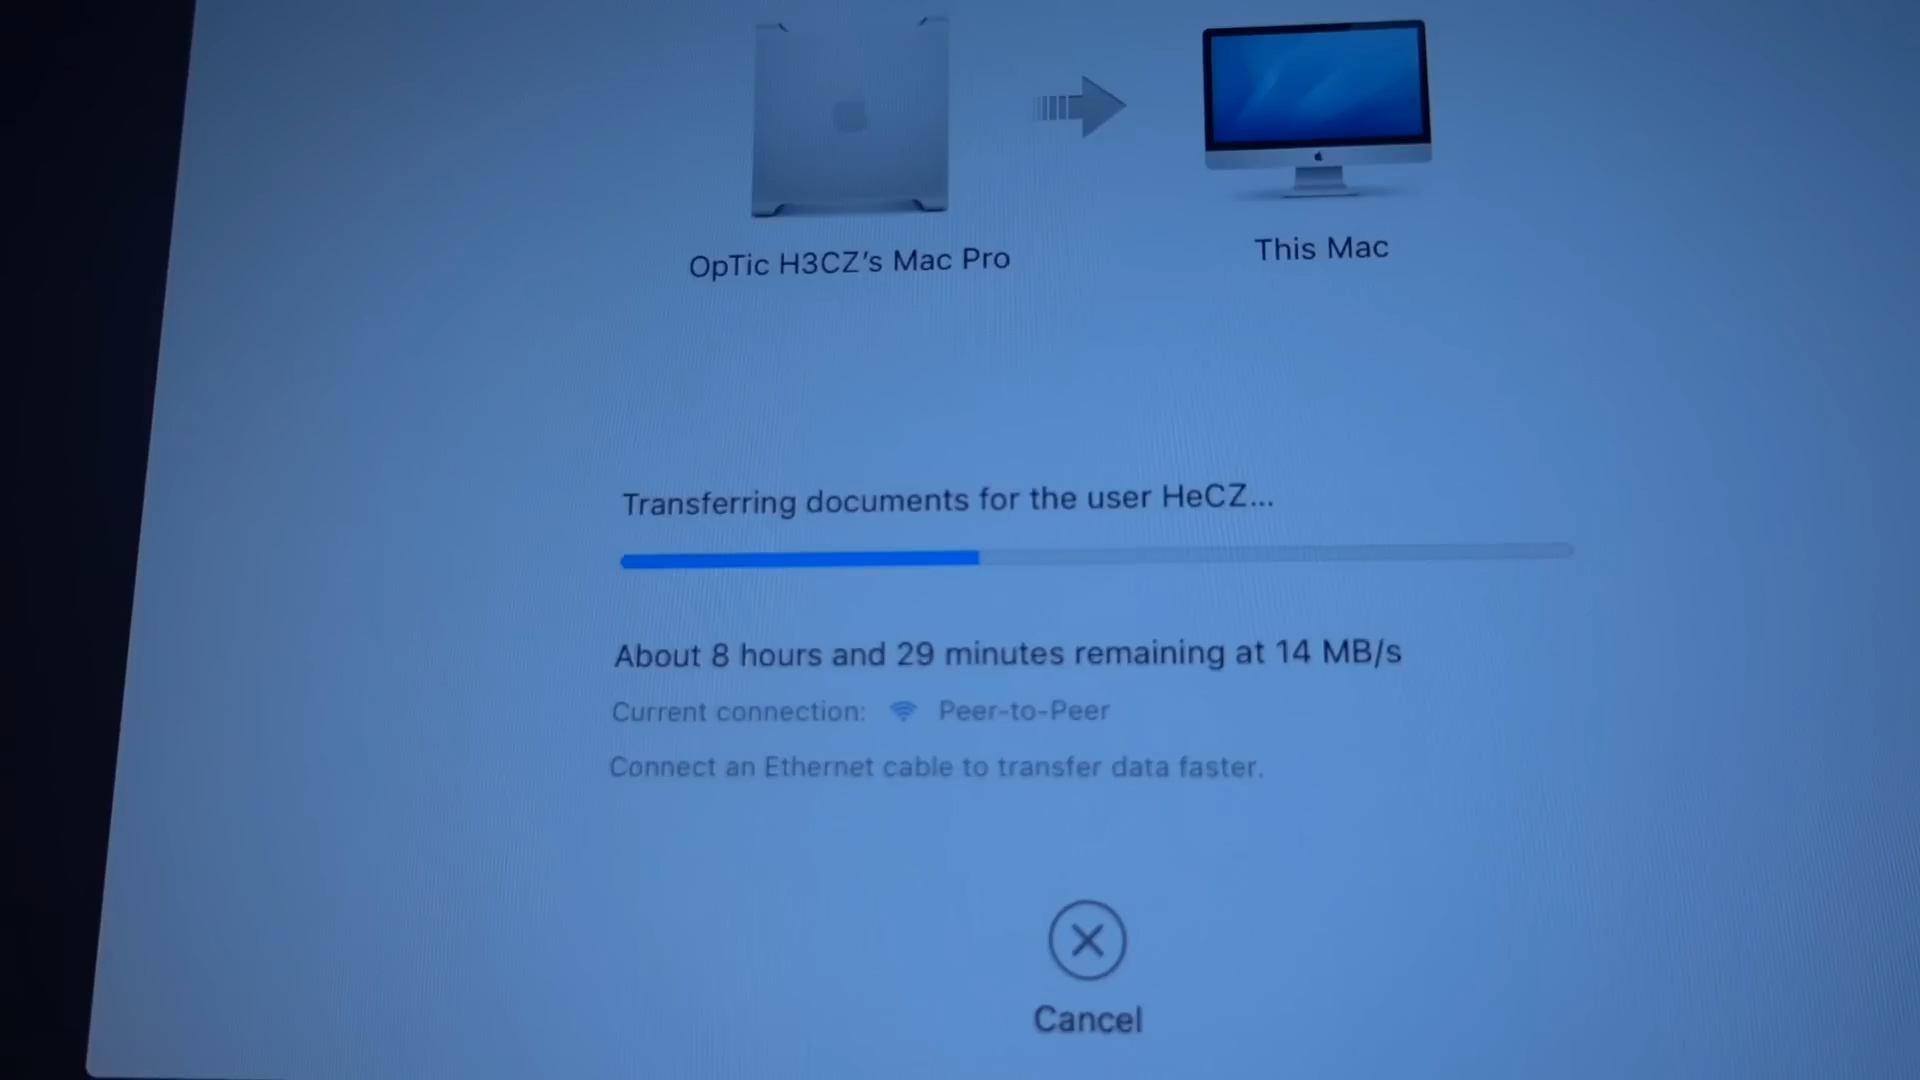 OpTic H3CZ’s Mac Pro
This Mac
Transferring documents for the user HeCZ...
About 8 hours and 29 minutes remaining at 14 MB/s
Current connection: Peer-to-Peer
Connect an Ethernet cable to transfer data faster.
Cancel